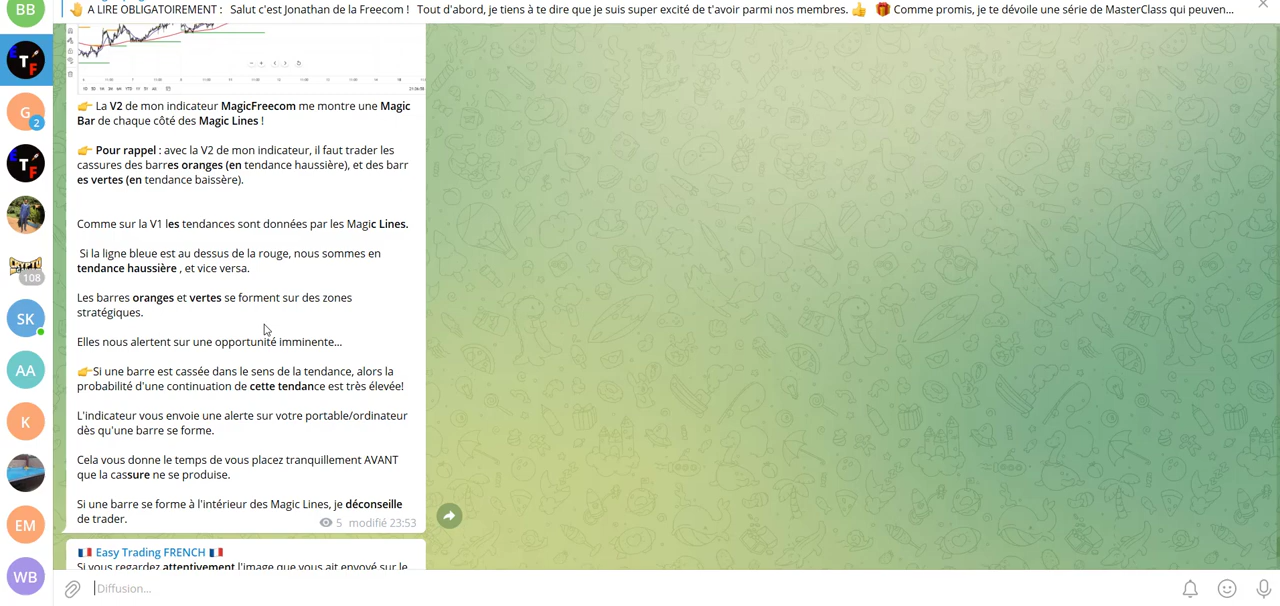 BB
👋 A LIRE OBLIGATOIREMENT : Salut c'est Jonathan de la Freecom ! Tout d'abord, je tiens à te dire que je suis super excité de t'avoir parmi nos membres. 👍 🎁 Comme promis, je te dévoile une série de MasterClass qui peuven...
ETF
G
2
ETF
108
SK
AA
K
EM
WB
👉 La V2 de mon indicateur MagicFreecom me montre une Magic
Bar de chaque côté des Magic Lines !
👉 Pour rappel : avec la V2 de mon indicateur, il faut trader les
cassures des barres oranges (en tendance haussière), et des barr
es vertes (en tendance baissère).
Comme sur la V1 les tendances sont données par les Magic Lines.
Si la ligne bleue est au dessus de la rouge, nous sommes en
tendance haussière , et vice versa.
Les barres oranges et vertes se forment sur des zones
stratégiques.
Elles nous alertent sur une opportunité imminente...
👉Si une barre est cassée dans le sens de la tendance, alors la
probabilité d'une continuation de cette tendance est très élevée!
L'indicateur vous envoie une alerte sur votre portable/ordinateur
dès qu'une barre se forme.
Cela vous donne le temps de vous placez tranquillement AVANT
que la cassure ne se produise.
Si une barre se forme à l'intérieur des Magic Lines, je déconseille
de trader.
5 modifié 23:53
🇫🇷 Easy Trading FRENCH 🇫🇷
Si vous regardez attentivement l'image que vous ait envoyé sur le
Diffusion...